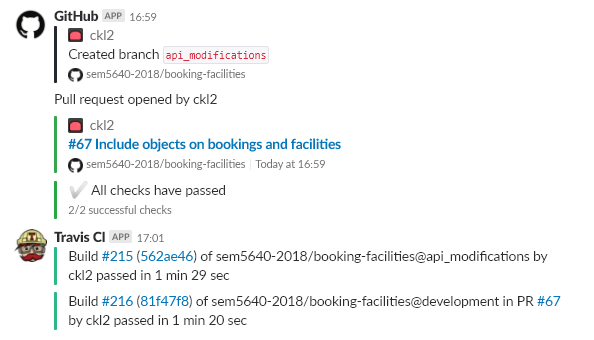 GitHub APP 16:59
ckl2
Created branch api_modifications
sem5640-2018/booking-facilities
Pull request opened by ckl2
ckl2
#67 Include objects on bookings and facilities
sem5640-2018/booking-facilities | Today at 16:59
All checks have passed
2/2 successful checks
Travis CI APP 17:01
Build #215 (562ae46) of sem5640-2018/booking-facilities@api_modifications by
ckl2 passed in 1 min 29 sec
Build #216 (81f47f8) of sem5640-2018/booking-facilities@development in PR #67
by ckl2 passed in 1 min 20 sec